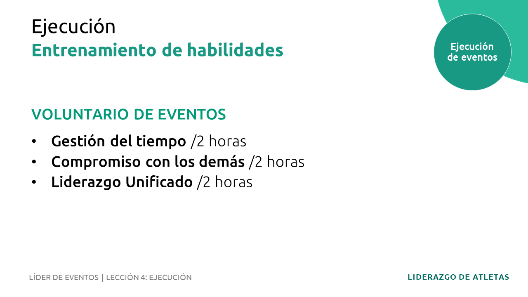 Ejecución
Entrenamiento de habilidades
Ejecución
de eventos
VOLUNTARIO DE EVENTOS
• Gestión del tiempo /2 horas
• Compromiso con los demás /2 horas
• Liderazgo Unificado /2 horas
LÍDER DE EVENTOS | LECCIÓN 4: EJECUCIÓN
LIDERAZGO DE ATLETAS